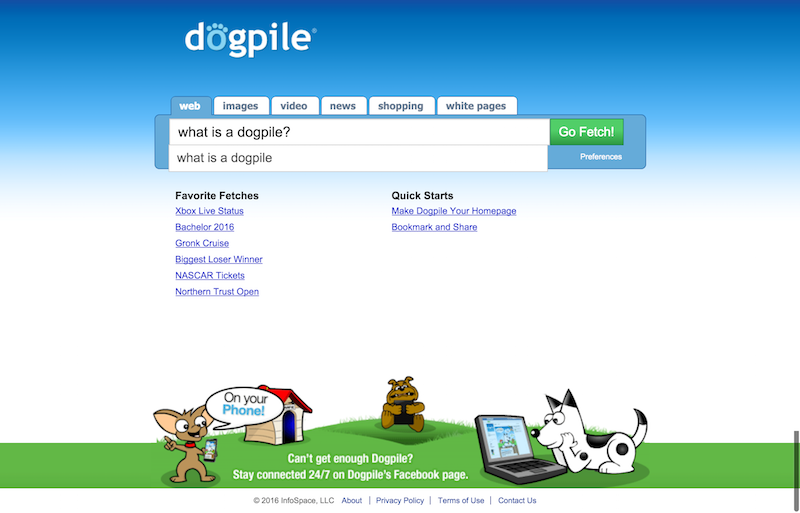 dogpile®
web images video news shopping white pages
what is a dogpile? Go Fetch!
what is a dogpile Preferences
Favorite Fetches Quick Starts
Xbox Live Status Make Dogpile Your Homepage
Bachelor 2016 Bookmark and Share
Gronk Cruise
Biggest Loser Winner
NASCAR Tickets
Northern Trust Open
On your
Phone!
Can't get enough Dogpile?
Stay connected 24/7 on Dogpile's Facebook page.
© 2016 InfoSpace, LLC About | Privacy Policy | Terms of Use | Contact Us